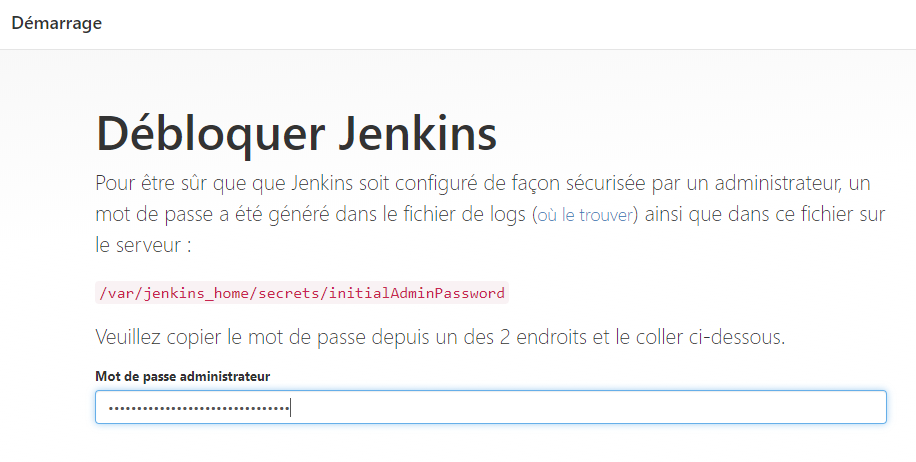 Démarrage
Débloquer Jenkins
Pour être sûr que que Jenkins soit configuré de façon sécurisée par un administrateur, un
mot de passe a été généré dans le fichier de logs (où le trouver) ainsi que dans ce fichier sur
le serveur :
/var/jenkins_home/secrets/initialAdminPassword
Veuillez copier le mot de passe depuis un des 2 endroits et le coller ci-dessous.
Mot de passe administrateur
••••••••••••••••••••••••••••••••